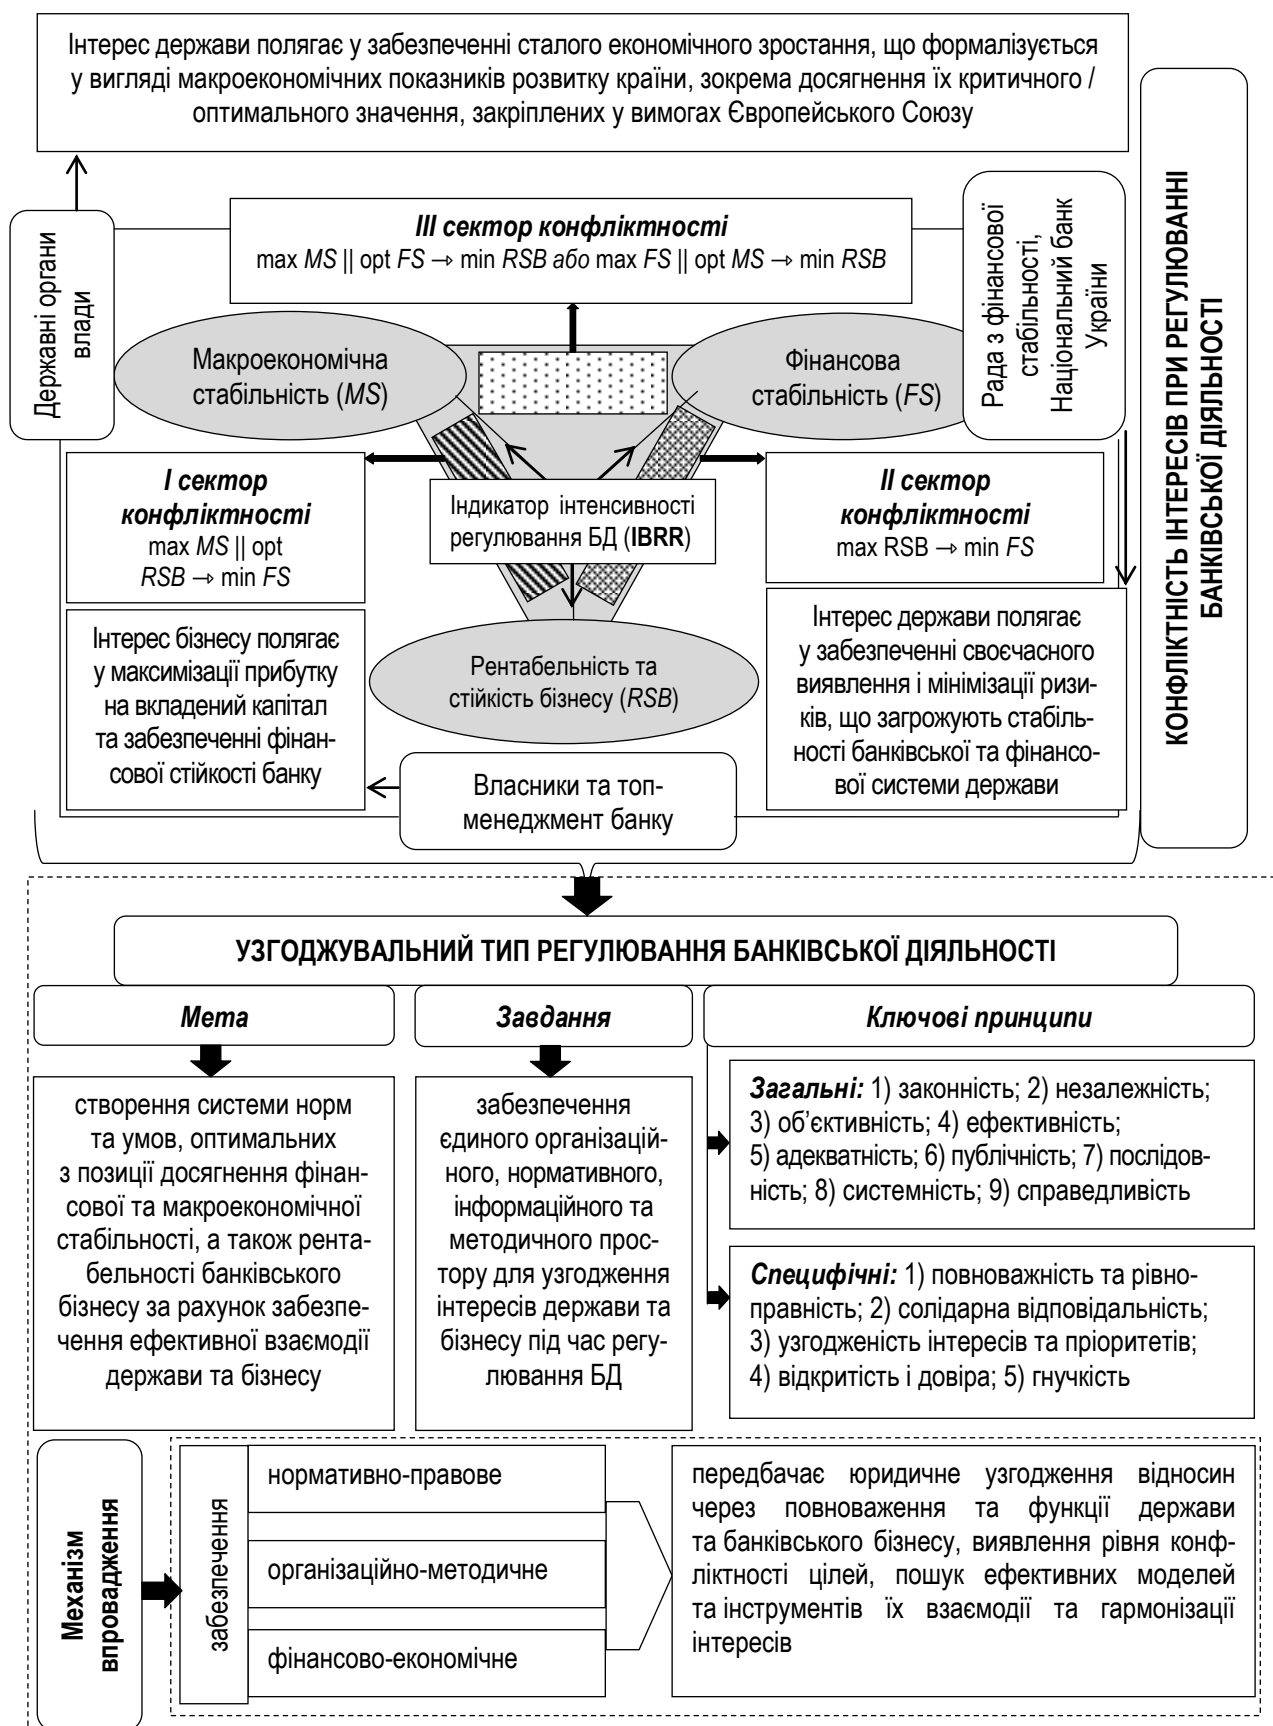 Інтерес держави полягає у забезпеченні сталого економічного зростання, що формалізується
у вигляді макроекономічних показників розвитку країни, зокрема досягнення їх критичного /
оптимального значення, закріплених у вимогах Європейського Союзу
КОНФЛІКТНІСТЬ ІНТЕРЕСІВ ПРИ РЕГУЛЮВАННІ
БАНКІВСЬКОЇ ДІЯЛЬНОСТІ
Державні органи
влади
III сектор конфліктності
max MS || opt FS → min RSB або max FS || opt MS → min RSB
Рада з фінансової
стабільності,
Національний банк
України
Макроекономічна
стабільність (MS)
Фінансова
стабільність (FS)
I сектор
конфліктності
max MS || opt
RSB → min FS
Індикатор інтенсивності
регулювання БД (IBRR)
II сектор
конфліктності
max RSB → min FS
Інтерес бізнесу полягає
у максимізації прибутку
на вкладений капітал
та забезпеченні фінан-
сової стійкості банку
Рентабельність та
стійкість бізнесу (RSB)
Інтерес держави полягає
у забезпеченні своєчасного
виявлення і мінімізації ризи-
ків, що загрожують стабіль-
ності банківської та фінансо-
вої системи держави
Власники та топ-
менеджмент банку
УЗГОДЖУВАЛЬНИЙ ТИП РЕГУЛЮВАННЯ БАНКІВСЬКОЇ ДІЯЛЬНОСТІ
Мета
створення системи норм
та умов, оптимальних
з позиції досягнення фінан-
сової та макроекономічної
стабільності, а також рента-
бельності банківського
бізнесу за рахунок забезпе-
чення ефективної взаємодії
держави та бізнесу
Завдання
забезпечення
єдиного організацій-
ного, нормативного,
інформаційного та
методичного прос-
тору для узгодження
інтересів держави та
бізнесу під час регу-
лювання БД
Ключові принципи
Загальні: 1) законність; 2) незалежність;
3) об’єктивність; 4) ефективність;
5) адекватність; 6) публічність; 7) послідов-
ність; 8) системність; 9) справедливість
Специфічні: 1) повноважність та рівно-
правність; 2) солідарна відповідальність;
3) узгодженість інтересів та пріоритетів;
4) відкритість і довіра; 5) гнучкість
Механізм
впровадження
забезпечення
нормативно-правове
організаційно-методичне
фінансово-економічне
передбачає юридичне узгодження відносин
через повноваження та функції держави
та банківського бізнесу, виявлення рівня конф-
ліктності цілей, пошук ефективних моделей
та інструментів їх взаємодії та гармонізації
інтересів